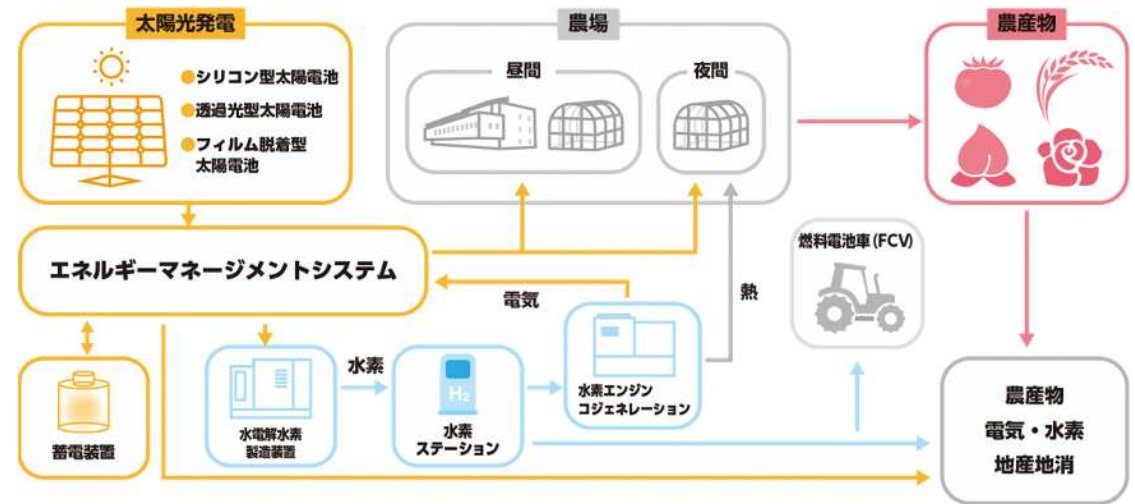 太陽光発電
●シリコン型太陽電池
●透過光型太陽電池
●フィルム脱着型
太陽電池
農場
昼間
夜間
農産物
エネルギーマネージメントシステム
燃料電池車(FCV)
電気
熱
蓄電装置
水電解水素
製造装置
水素
H2
水素
ステーション
水素エンジン
コジェネレーション
農産物
電気・水素
地産地消